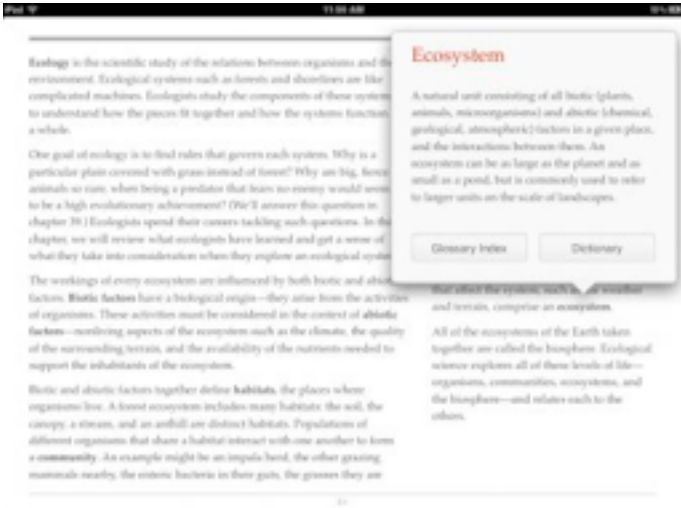 iPad
11:55 AM
Ecology is the scientific study of the relations between organisms and the
environment. Ecological systems such as forests and shorelines are like
complicated machines. Ecologists study the components of these systems
to understand how the pieces fit together and how the systems function
a whole.
One goal of ecology is to find rules that govern each system. Why is a
particular plain covered with grass instead of forest? Why are big, fierce
animals so rare, when being a predator that fears no enemy would seem
to be a high evolutionary achievement? (We'll answer this question in
chapter 39.) Ecologists spend their careers tackling such questions. In the
chapter, we will review what ecologists have learned and get a sense of
what they take into consideration when they explore an ecological system
The workings of every ecosystem are influenced by both biotic and abiotic
factors. Biotic factors have a biological origin—they arise from the activities
of organisms. These activities must be considered in the context of abiotic
factors—nonliving aspects of the ecosystem such as the climate, the quality
of the surrounding terrain, and the availability of the nutrients needed to
support the inhabitants of the ecosystem.
Biotic and abiotic factors together define habitats, the places where
organisms live. A forest ecosystem includes many habitats: the soil, the
canopy, a stream, and an anthill are distinct habitats. Populations of
different organisms that share a habitat interact with one another to form
a community. An example might be an impala herd, the other grazing
mammals nearby, the enteric bacteria in their guts, the grasses they are
Ecosystem
A natural unit consisting of all biotic (plants,
animals, microorganisms) and abiotic (chemical,
geological, atmospheric) factors in a given place,
and the interactions between them. An
ecosystem can be as large as the planet and as
small as a pond, but is commonly used to refer
to larger units on the scale of landscapes.
Glossary Index
Dictionary
that affect the system, such as weather
and terrain, comprise an ecosystem.
All of the ecosystems of the Earth taken
together are called the biosphere. Ecological
science explores all of these levels of life—
organisms, communities, ecosystems, and
the biosphere—and relates each to the
others.